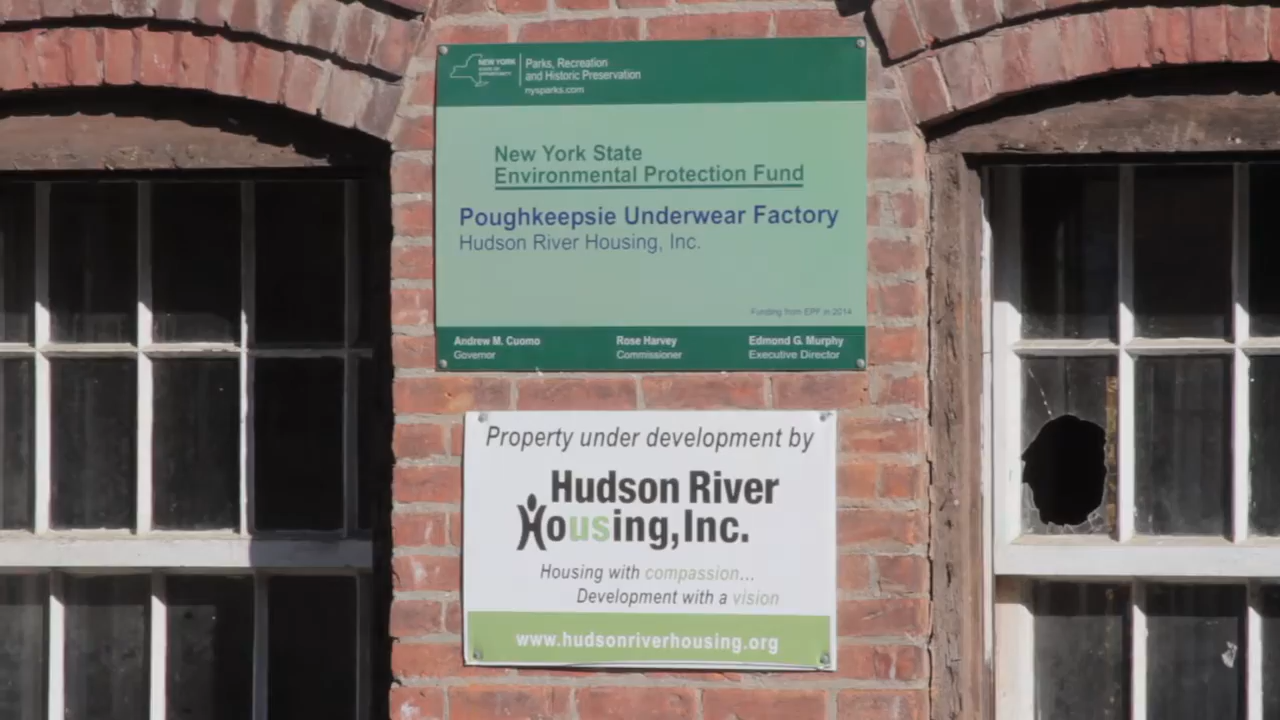 NEW YORK
STATE OF
OPPORTUNITY
Parks, Recreation
and Historic Preservation
nysparks.com
New York State
Environmental Protection Fund
Poughkeepsie Underwear Factory
Hudson River Housing, Inc.
Funding from EPF in 2014
Andrew M. Cuomo
Governor
Rose Harvey
Commissioner
Edmond G. Murphy
Executive Director
Property under development by
Hudson River
Housing, Inc.
Housing with compassion...
Development with a vision
www.hudsonriverhousing.org